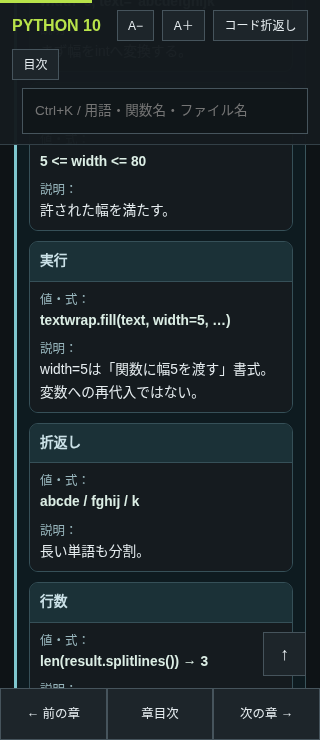 PYTHON 10
A−
A＋
コード折返し
目次
Ctrl+K / 用語・関数名・ファイル名
5 <= width <= 80
説明：
許された幅を満たす。
実行
値・式：
textwrap.fill(text, width=5, …)
説明：
width=5は「関数に幅5を渡す」書式。
変数への再代入ではない。
折返し
値・式：
abcde / fghij / k
説明：
長い単語も分割。
行数
値・式：
len(result.splitlines()) → 3
↑
← 前の章
章目次
次の章 →